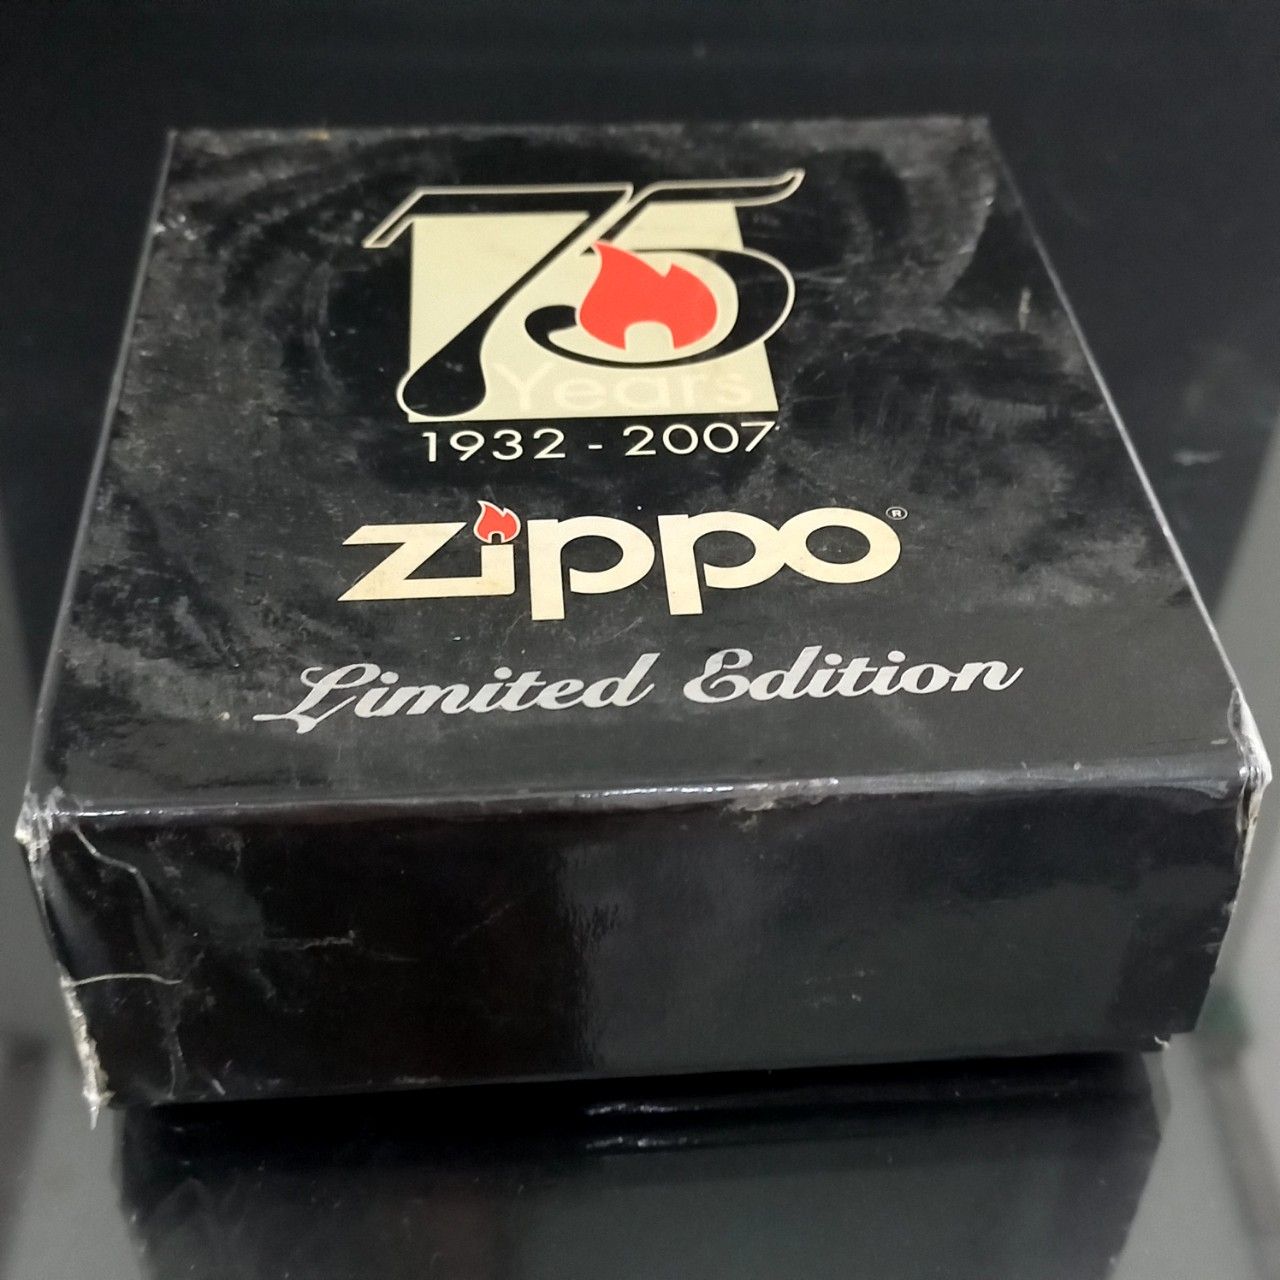 75
Years
1932 - 2007
zippo®
Limited Edition